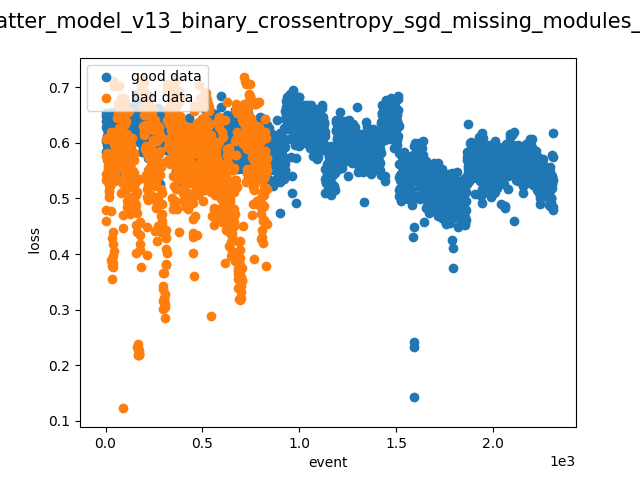 atter_model_v13_binary_crossentropy_sgd_missing_modules_
good data
bad data
loss
0.7
0.6
0.5
0.4
0.3
0.2
0.1
0.0 0.5 1.0 1.5 2.0
1e3
event